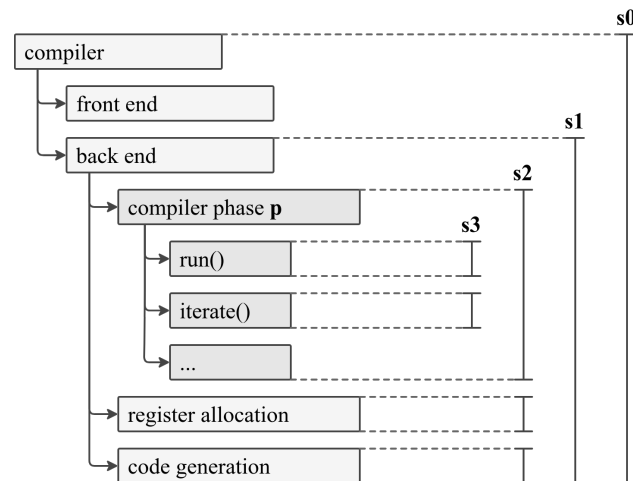 s0
compiler
front end
s1
back end
s2
compiler phase p
s3
run()
iterate()
...
register allocation
code generation